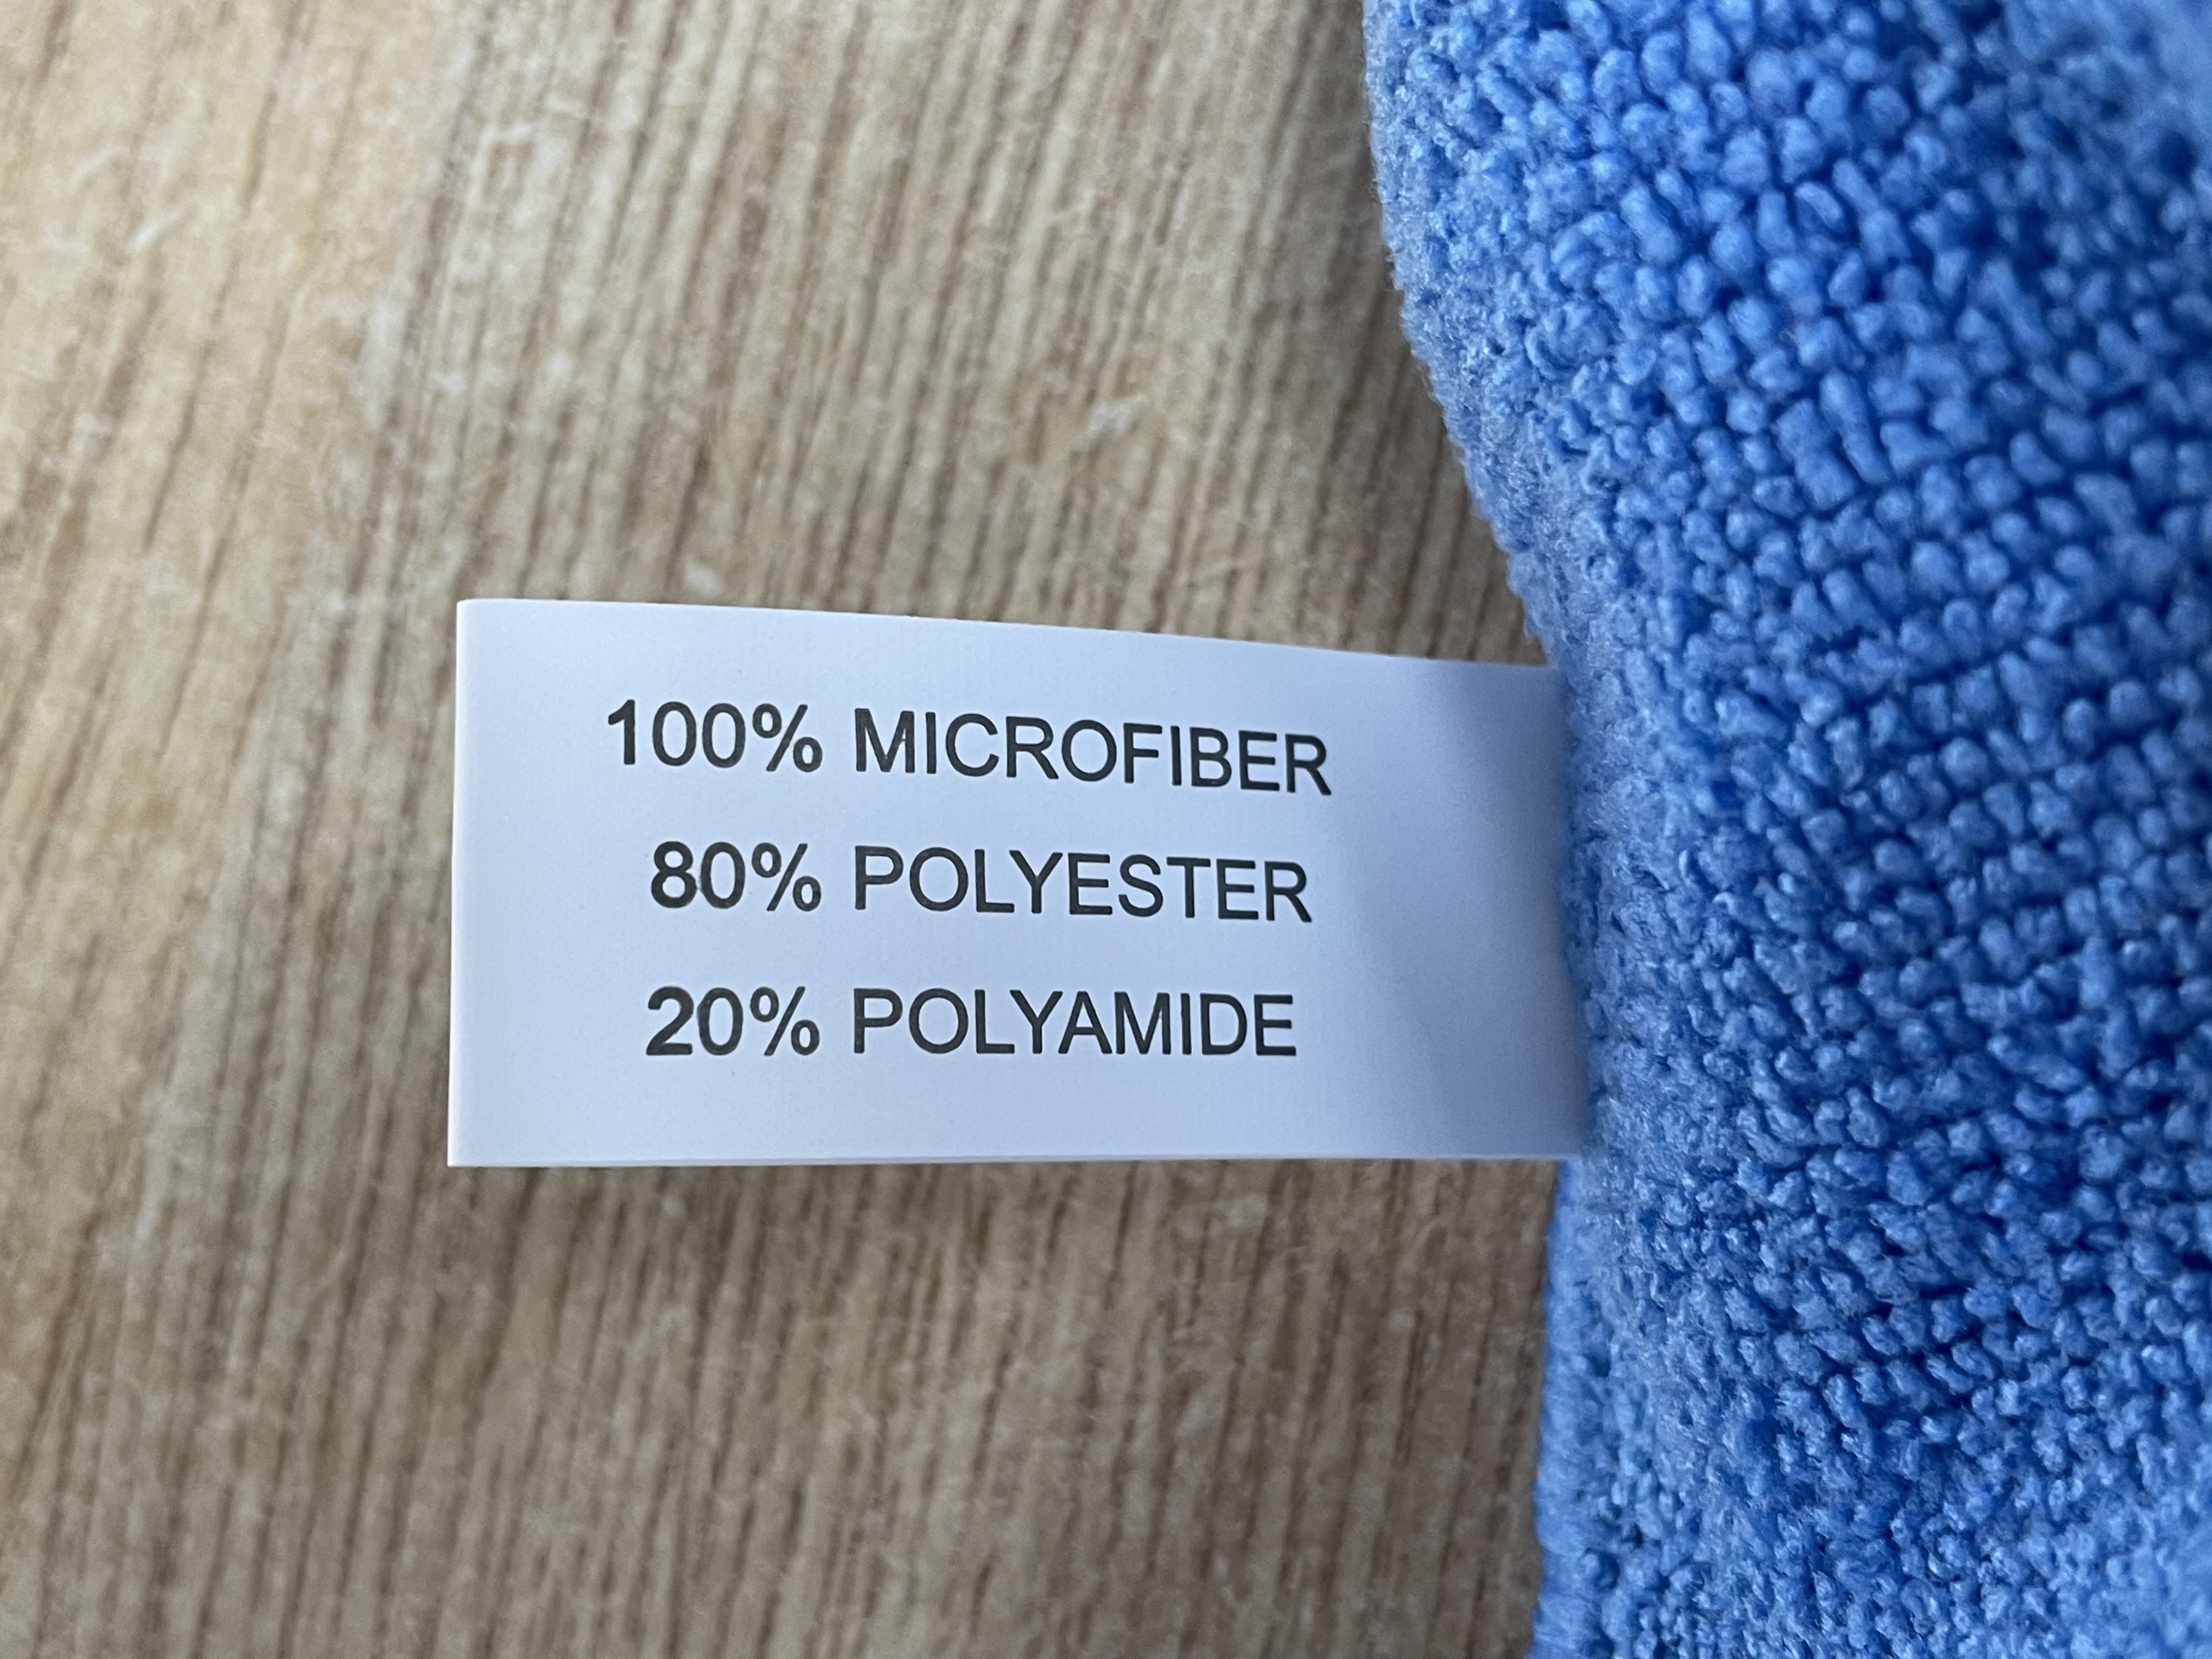 100% MICROFIBER
80% POLYESTER
20% POLYAMIDE